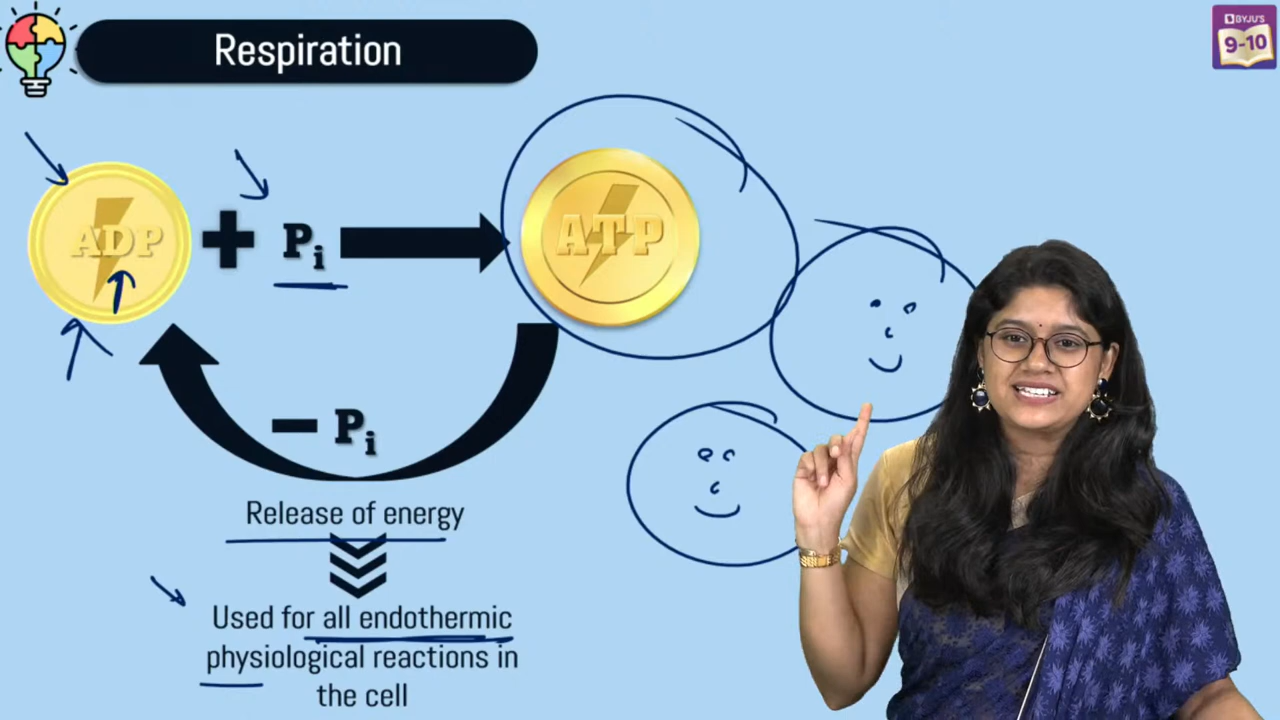 Respiration
BYJU'S
9-10
ADP + Pi
ATP
– Pi
Release of energy
Used for all endothermic
physiological reactions in
the cell